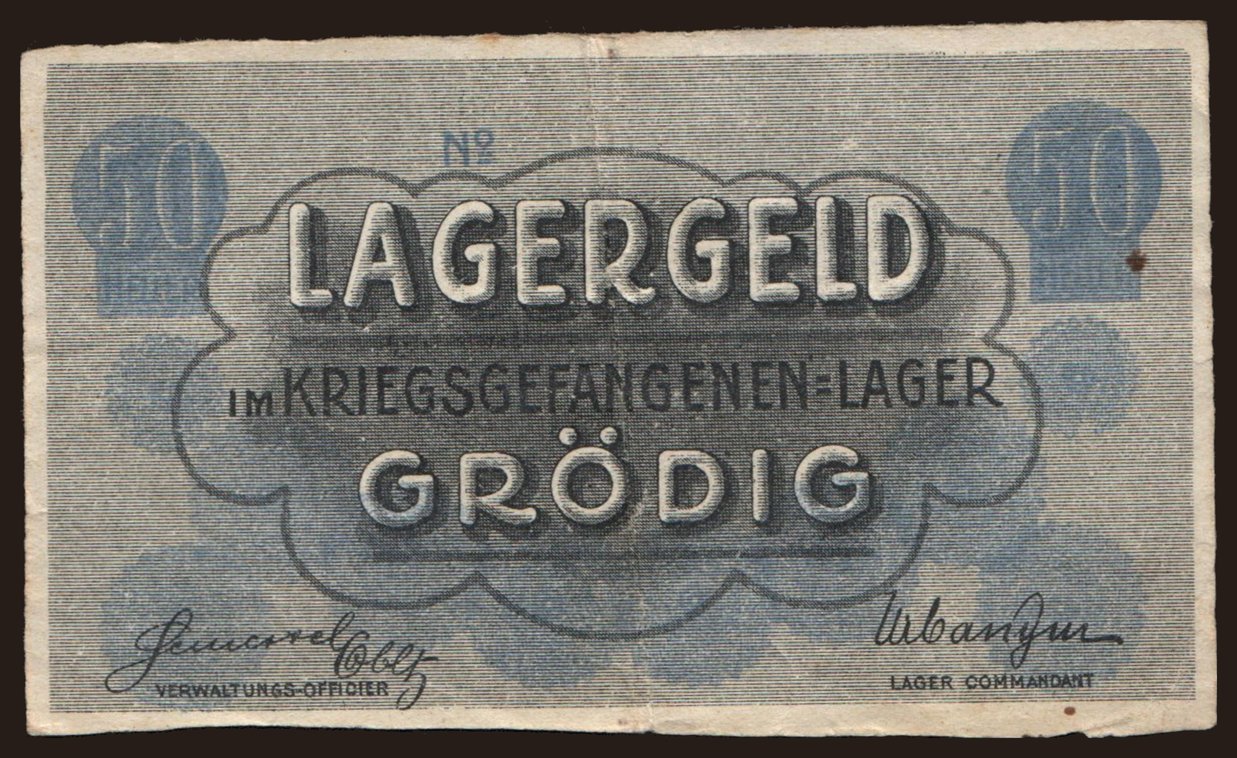 50 50
Nº
LAGERGELD
IM KRIEGSGEFANGENEN=LAGER
GRÖDIG
VERWALTUNGS-OFFICIER
LAGER COMMANDANT